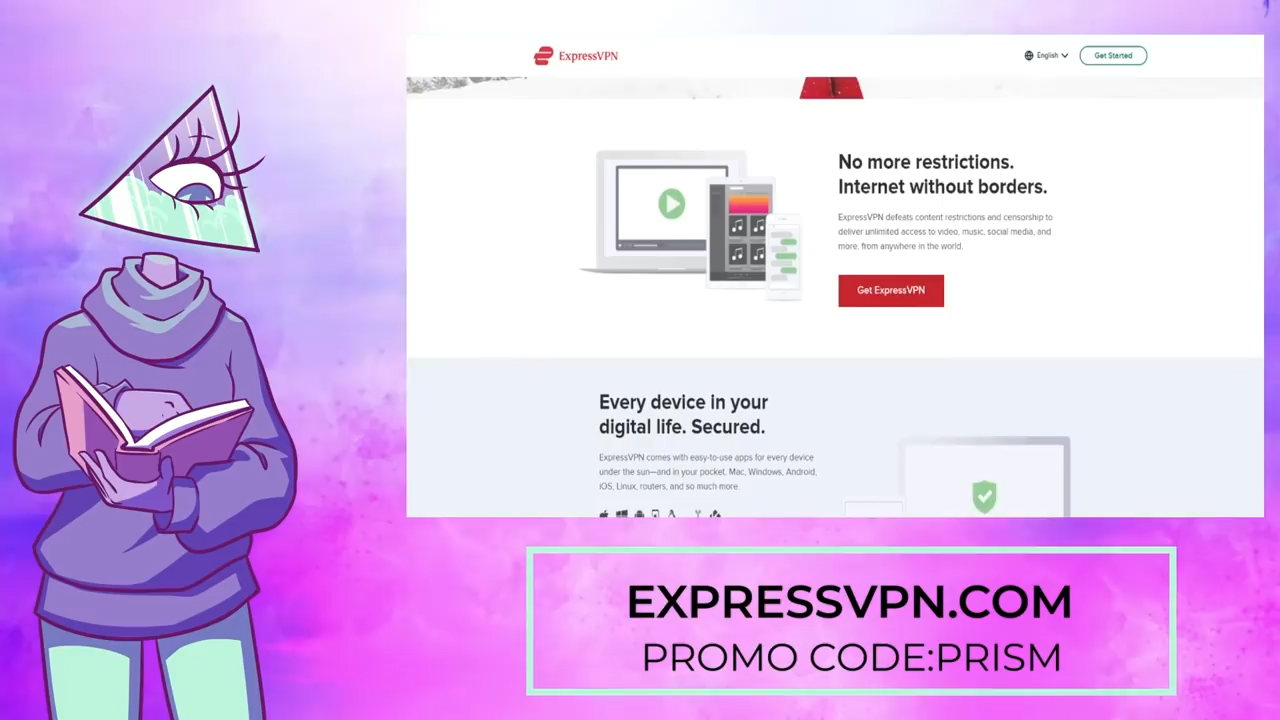 ExpressVPN
English
Get Started
No more restrictions.
Internet without borders.
ExpressVPN defeats content restrictions and censorship to
deliver unlimited access to video, music, social media, and
more, from anywhere in the world.
Get ExpressVPN
Every device in your
digital life. Secured.
ExpressVPN comes with easy-to-use apps for every device
under the sun—and in your pocket. Mac, Windows, Android,
iOS, Linux, routers, and so much more.
EXPRESSVPN.COM
PROMO CODE:PRISM